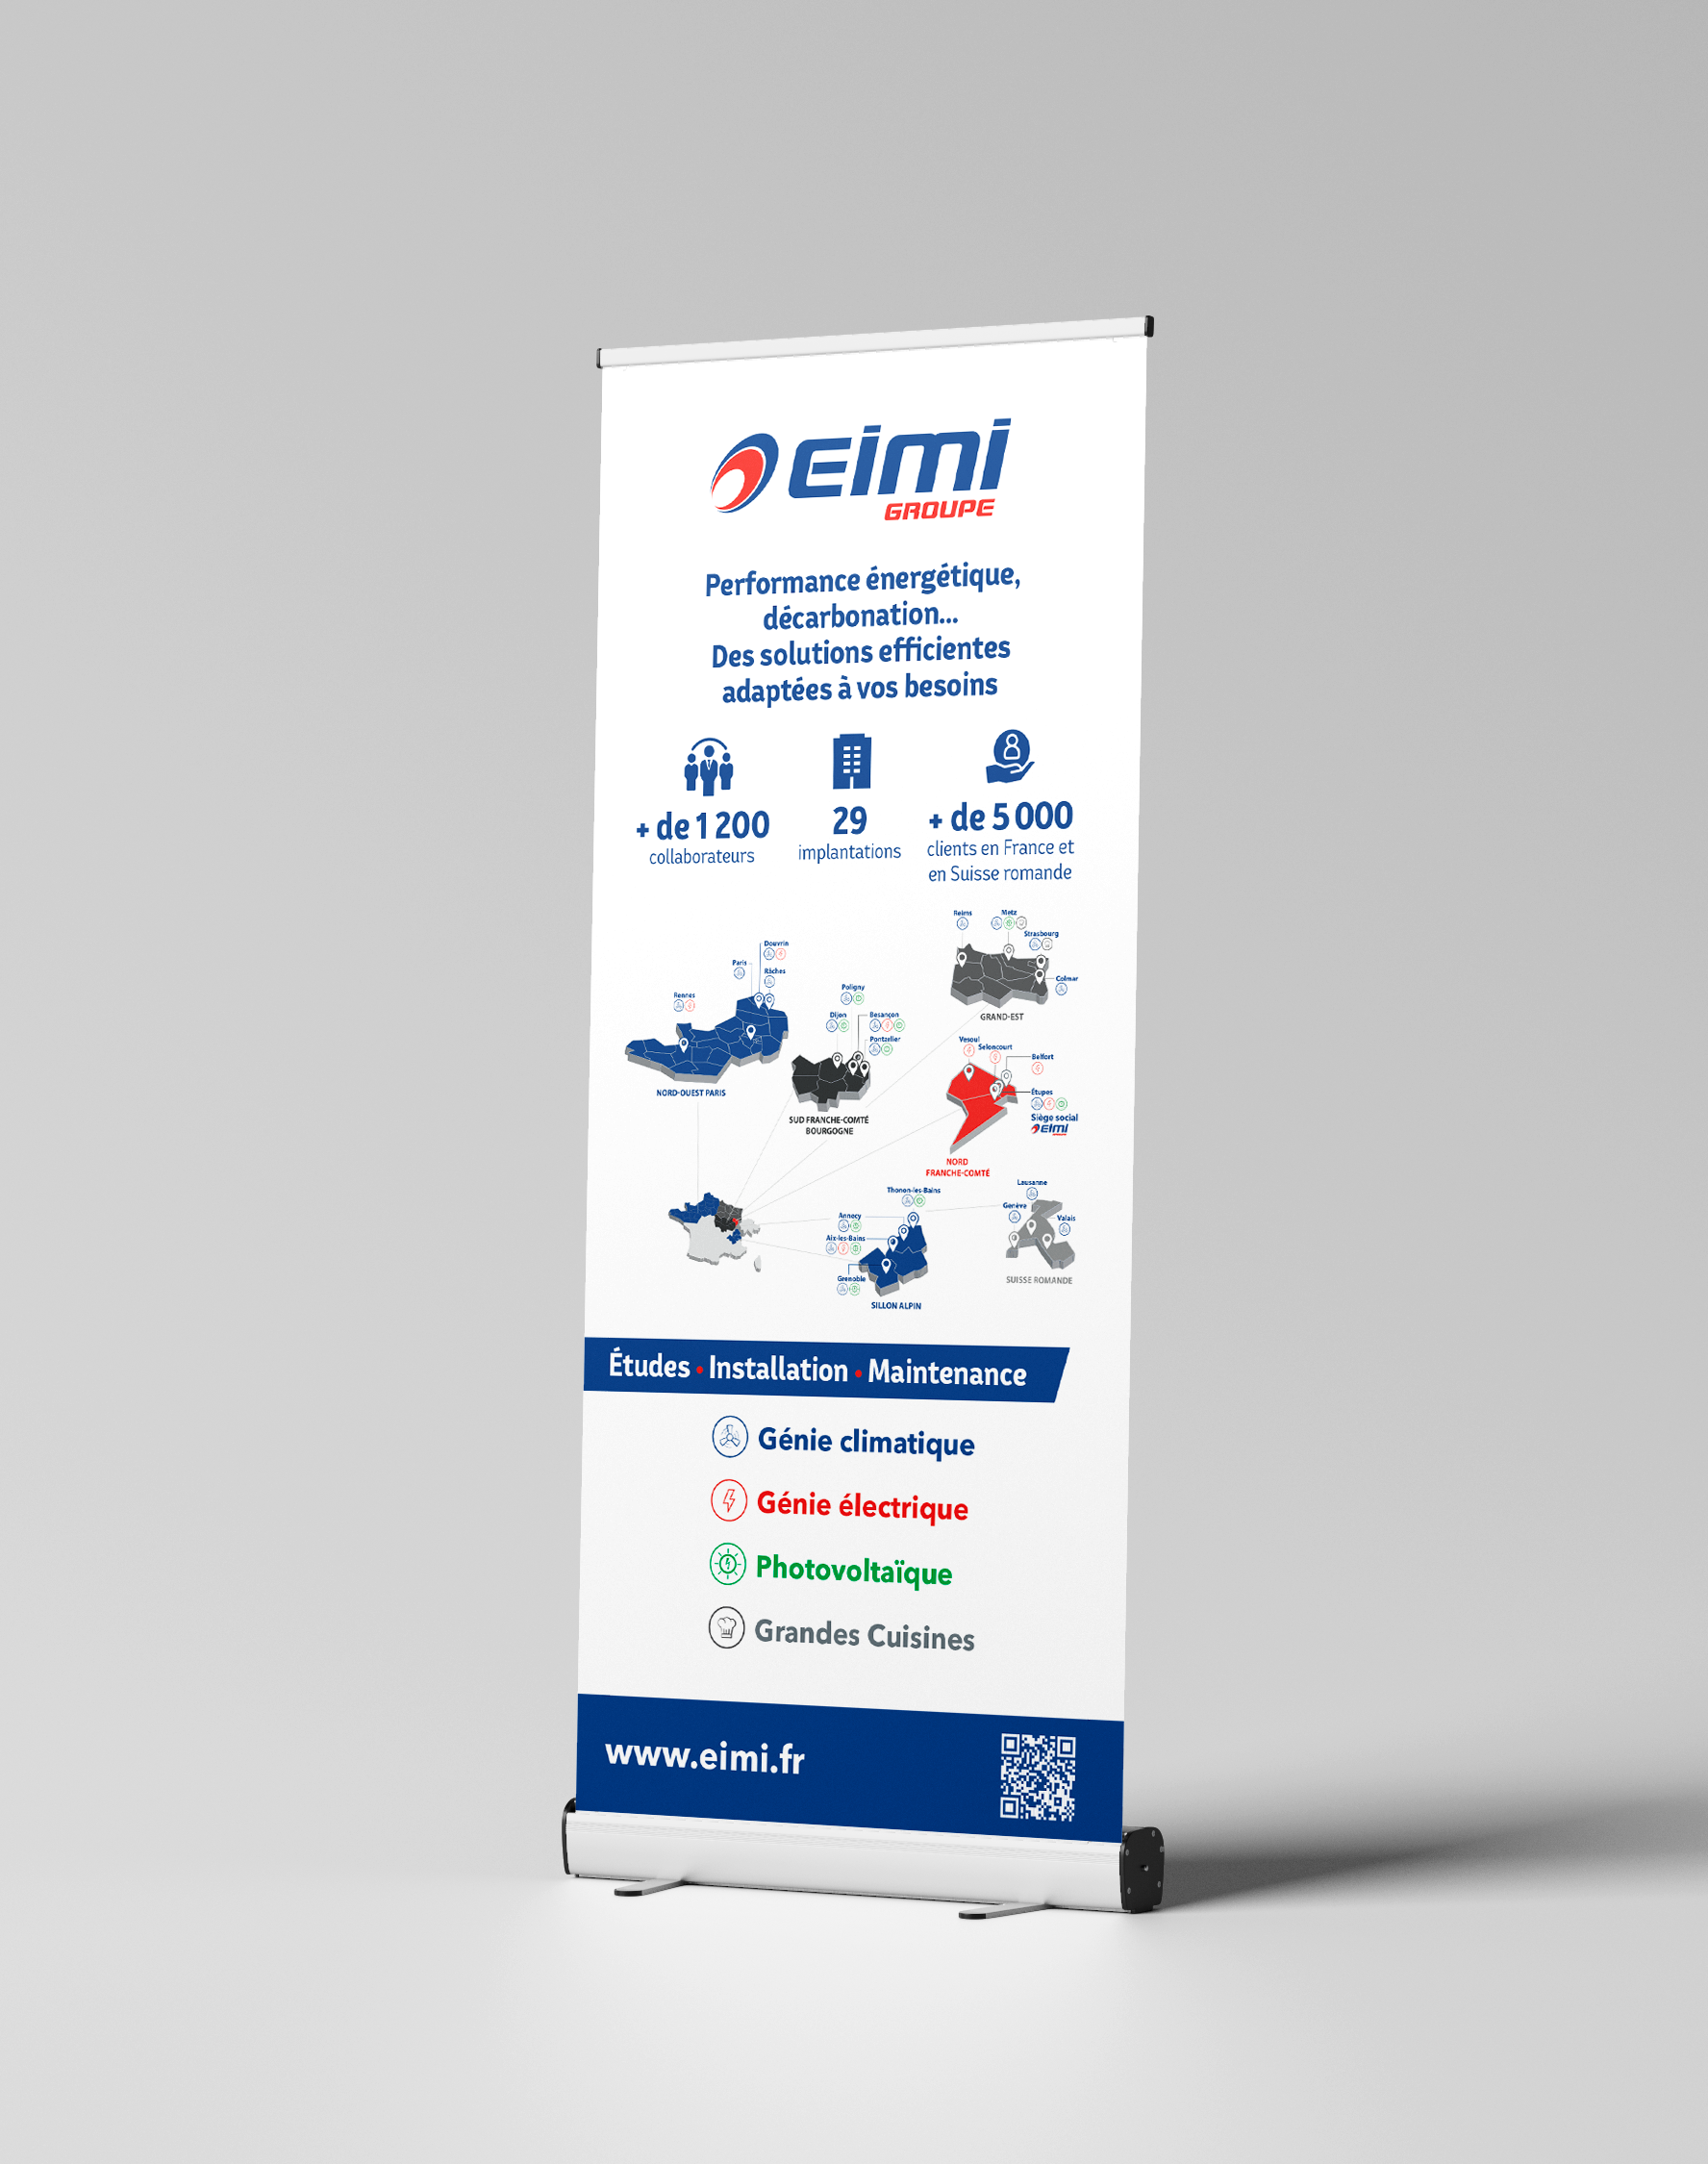 eimi
GROUPE
Performance énergétique,
décarbonation...
Des solutions efficientes
adaptées à vos besoins
+ de 1 200
collaborateurs
29
implantations
+ de 5 000
clients en France et
en Suisse romande
Rennes
Paris
Douvrin
Râches
NORD-OUEST PARIS
Poligny
Dijon
Besançon
Pontarlier
SUD FRANCHE-COMTÉ
BOURGOGNE
Reims
Metz
Strasbourg
Colmar
GRAND-EST
Vesoul
Seloncourt
Belfort
Étupes
Siège social
eimi
NORD
FRANCHE-COMTÉ
Thonon-les-Bains
Annecy
Aix-les-Bains
Grenoble
SILLON ALPIN
Lausanne
Genève
Valais
SUISSE ROMANDE
Études • Installation • Maintenance
Génie climatique
Génie électrique
Photovoltaïque
Grandes Cuisines
www.eimi.fr